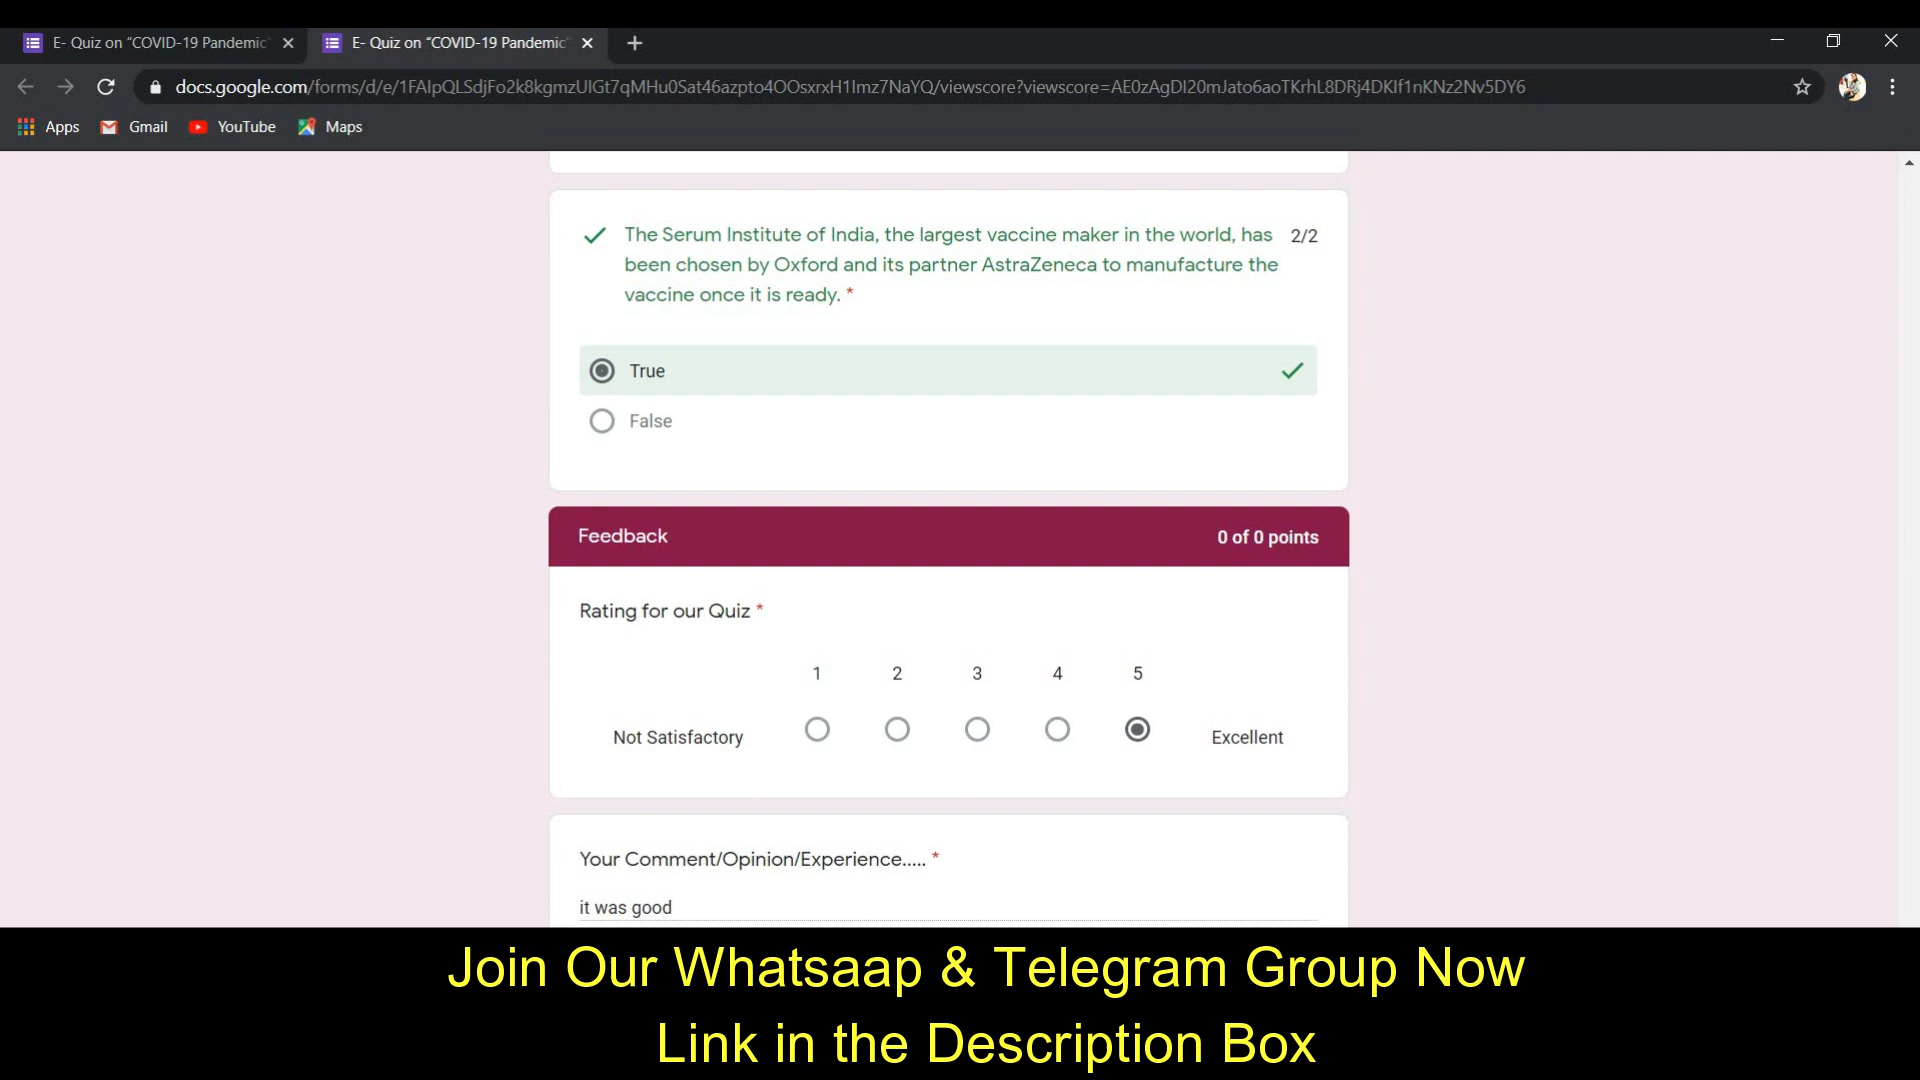 E- Quiz on “COVID-19 Pandemic”
E- Quiz on “COVID-19 Pandemic”
docs.google.com/forms/d/e/1FAIpQLSdjFo2k8kgmzUIGt7qMHu0Sat46azpto4OOsxrxH1Imz7NaYQ/viewscore?viewscore=AE0zAgDI20mJato6aoTKrhL8DRj4DKIf1nKNz2Nv5DY6
Apps Gmail YouTube Maps
The Serum Institute of India, the largest vaccine maker in the world, has 2/2
been chosen by Oxford and its partner AstraZeneca to manufacture the
vaccine once it is ready. *
True
False
Feedback 0 of 0 points
Rating for our Quiz *
1 2 3 4 5
Not Satisfactory Excellent
Your Comment/Opinion/Experience..... *
it was good
Join Our Whatsaap & Telegram Group Now
Link in the Description Box